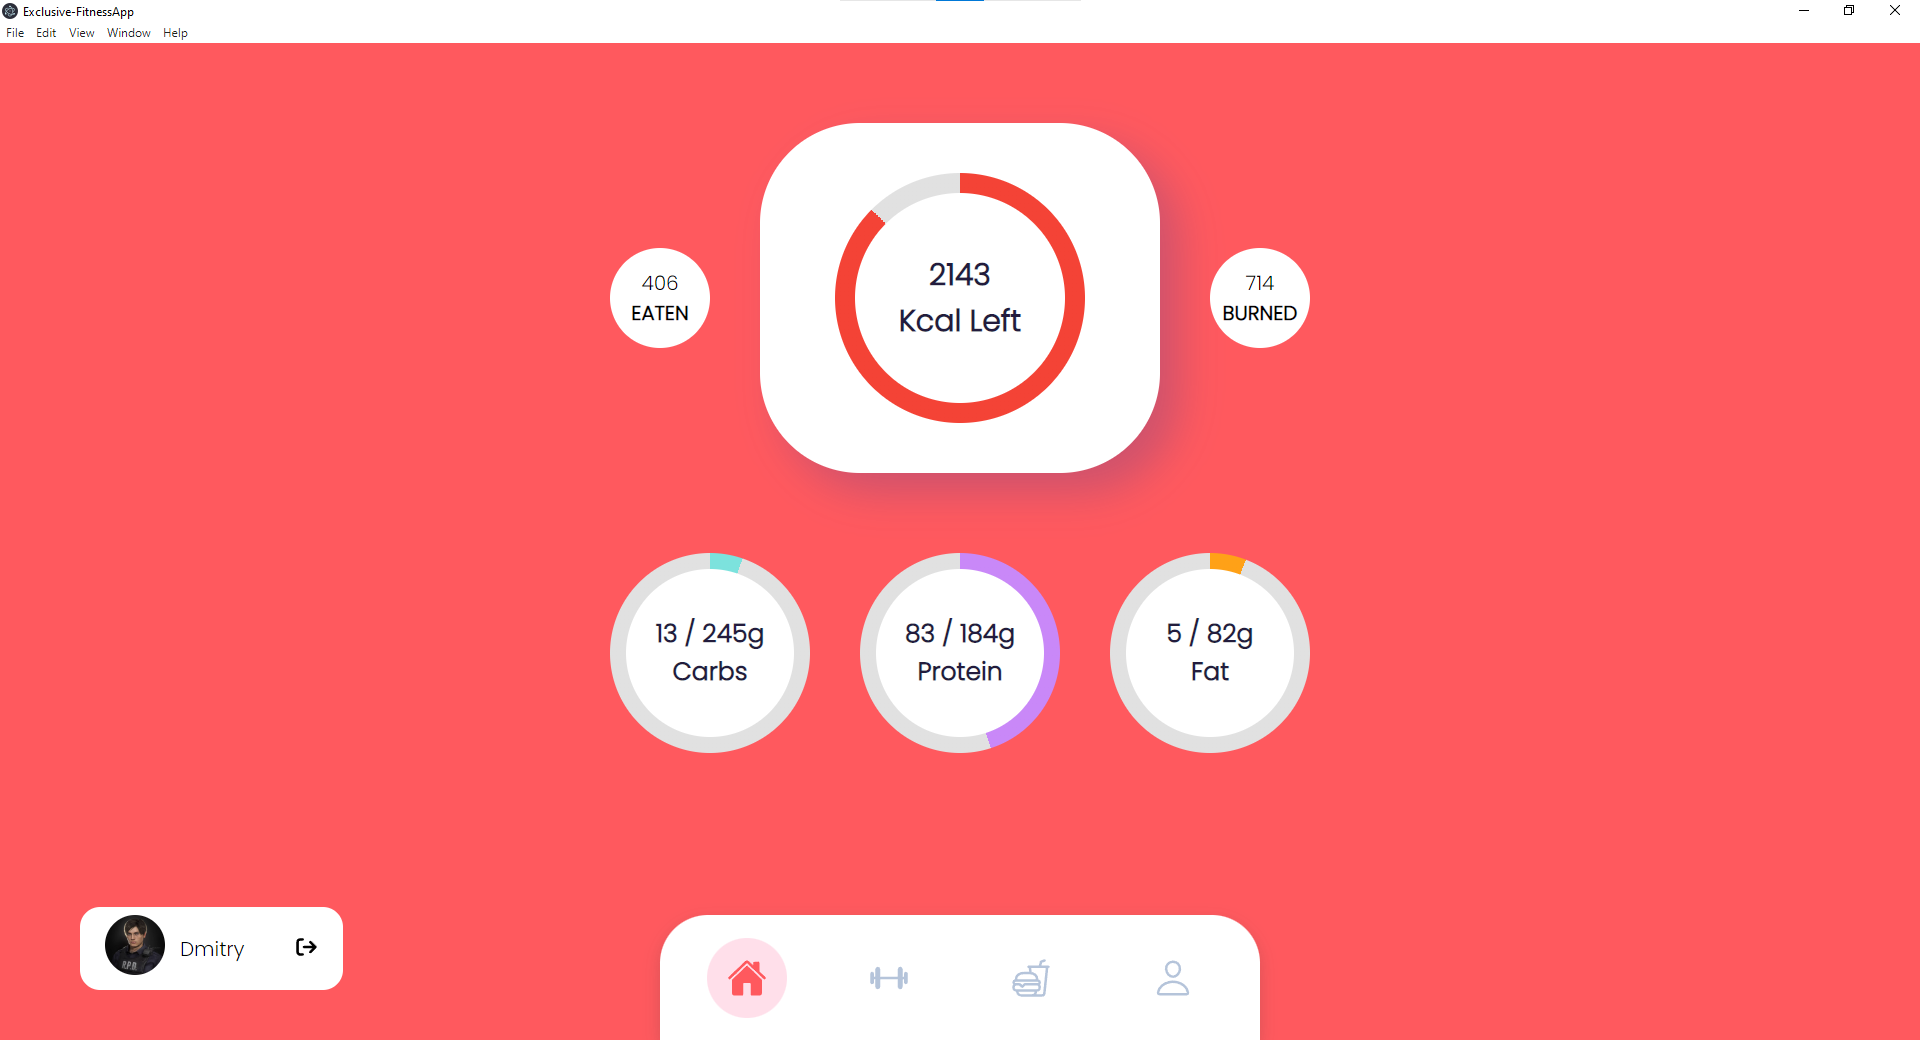 Exclusive-FitnessApp
File Edit View Window Help
2143
Kcal Left
406
EATEN
714
BURNED
13 / 245g
Carbs
83 / 184g
Protein
5 / 82g
Fat
R.P.D.
Dmitry